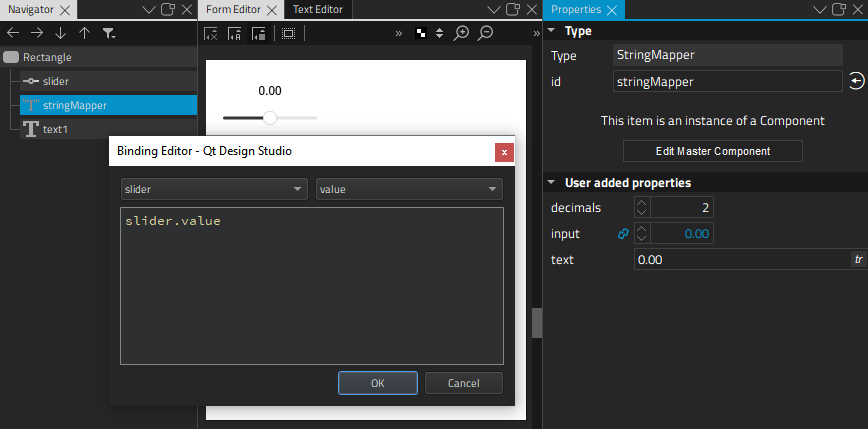 Navigator
Form Editor
Text Editor
Properties
Rectangle
slider
stringMapper
text1
0.00
Binding Editor - Qt Design Studio
x
slider
value
slider.value
OK
Cancel
Type
Type
StringMapper
id
stringMapper
This item is an instance of a Component
Edit Master Component
User added properties
decimals
2
input
0.00
text
0.00
tr